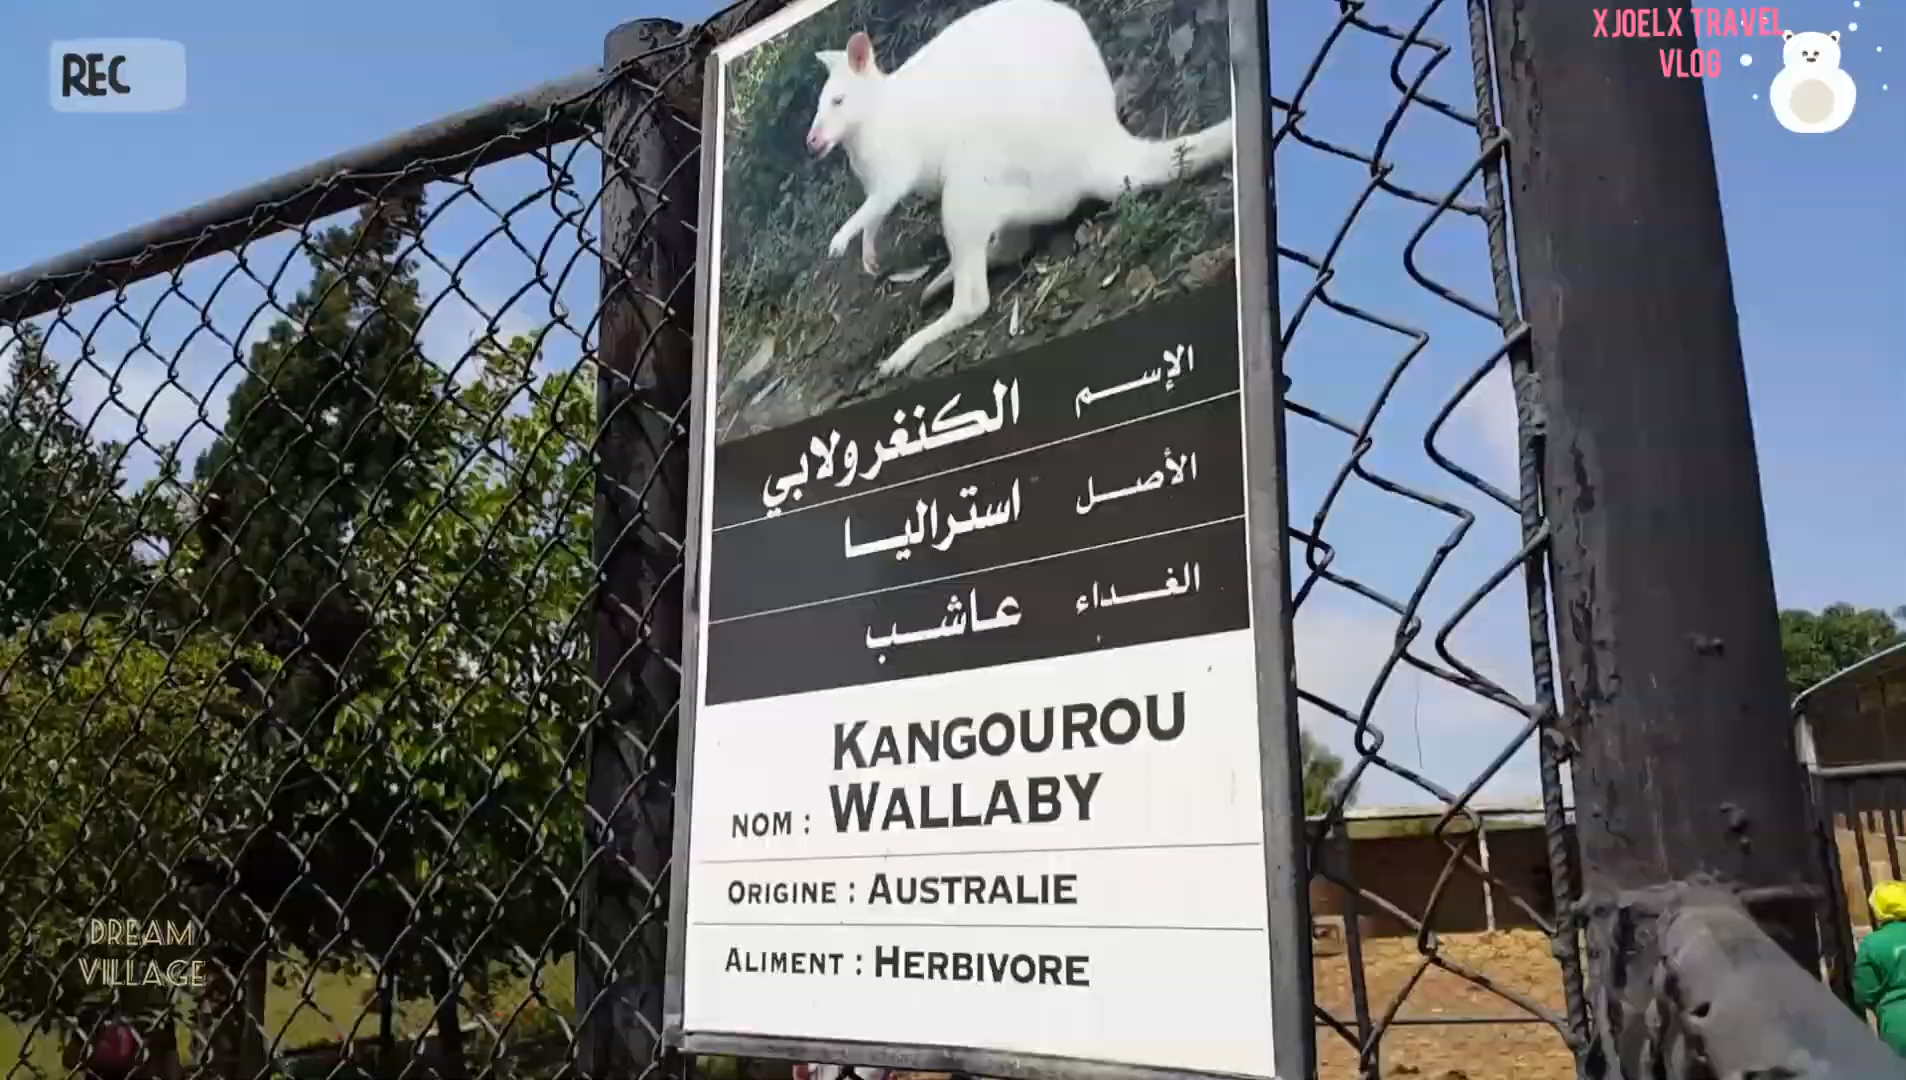 REC
XJOELX TRAVEL
VLOG
الإسم الكنغرولابي
الأصل استراليا
الغداء عاشب
KANGOUROU
NOM : WALLABY
ORIGINE : AUSTRALIE
ALIMENT : HERBIVORE
DREAM
VILLAGE